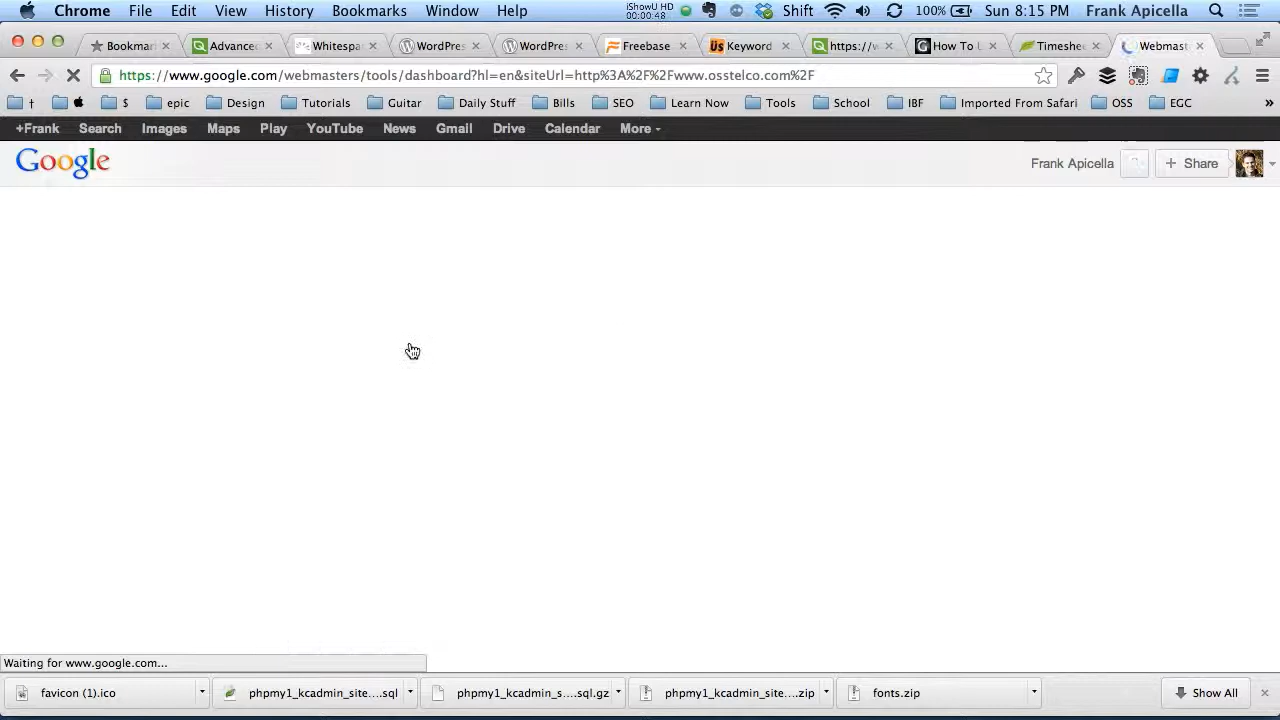 Chrome File Edit View History Bookmarks Window Help iShowU HD 00:00:48 Shift 100% Sun 8:15 PM Frank Apicella
Bookmar Advance Whitespa WordPre WordPre Freebase Us Keyword https:// How To Timeshe Webmast
https://www.google.com/webmasters/tools/dashboard?hl=en&siteUrl=http%3A%2F%2Fwww.osstelco.com%2F
† $ epic Design Tutorials Guitar Daily Stuff Bills SEO Learn Now Tools School IBF Imported From Safari OSS EGC »
+Frank Search Images Maps Play YouTube News Gmail Drive Calendar More
Google Frank Apicella + Share
Waiting for www.google.com...
favicon (1).ico phpmy1_kcadmin_site....sql phpmy1_kcadmin_s....sql.gz phpmy1_kcadmin_site....zip fonts.zip Show All